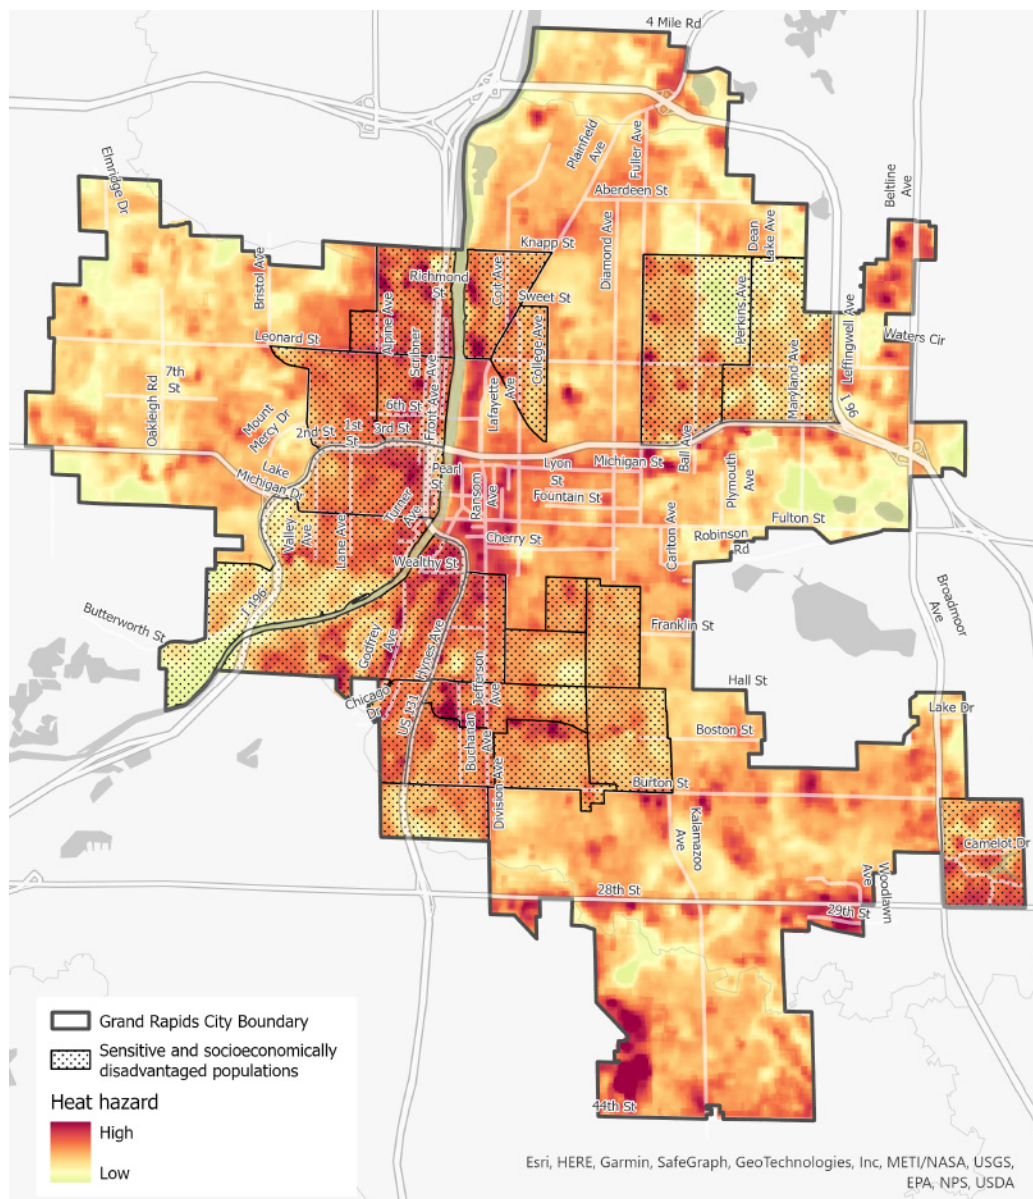 4 Mile Rd
Plainfield
Ave
Fuller Ave
Elmridge Dr
Beltline
Ave
Aberdeen St
Diamond Ave
Dean
Lake Ave
Knapp St
Bristol Ave
Richmond
St
Coit Ave
Sweet St
Perkins Ave
Leffingwell Ave
Leonard St
Alpine Ave
Scribner
Front Ave
Ave
College Ave
Waters Cir
7th
St
Lafayette
Ave
Maryland Ave
I 96
Oakleigh Rd
Mount
Mercy Dr
6th St
3rd St
2nd St
1st
St
Lake
Michigan Dr
Pearl
St
Ransom
Ave
Lyon
St
Michigan St
Ball Ave
Plymouth
Ave
Fountain St
Turner
Ave
Valley
Ave
Lane Ave
Carlton Ave
Fulton St
Robinson
Rd
Cherry St
Wealthy St
Butterworth St
I 196
Broadmoor
Ave
Godfrey
Ave
Hynes Ave
Franklin St
Jefferson
Ave
Hall St
Chicago
Dr
US 131
Lake Dr
Buchanan
Ave
Boston St
Division Ave
Burton St
Kalamazoo
Ave
Camelot Dr
Woodlawn
Ave
28th St
29th St
44th St
Grand Rapids City Boundary
Sensitive and socioeconomically
disadvantaged populations
Heat hazard
High
Low
Esri, HERE, Garmin, SafeGraph, GeoTechnologies, Inc, METI/NASA, USGS,
EPA, NPS, USDA